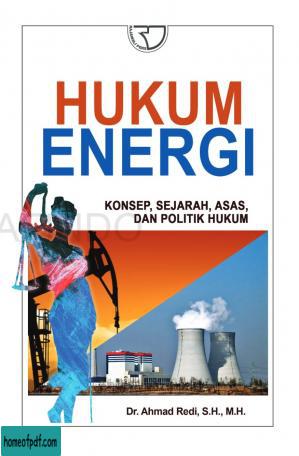 HUKUM
ENERGI
KONSEP, SEJARAH, ASAS,
DAN POLITIK HUKUM
Dr. Ahmad Redi, S.H., M.H.
homeofpdf.com